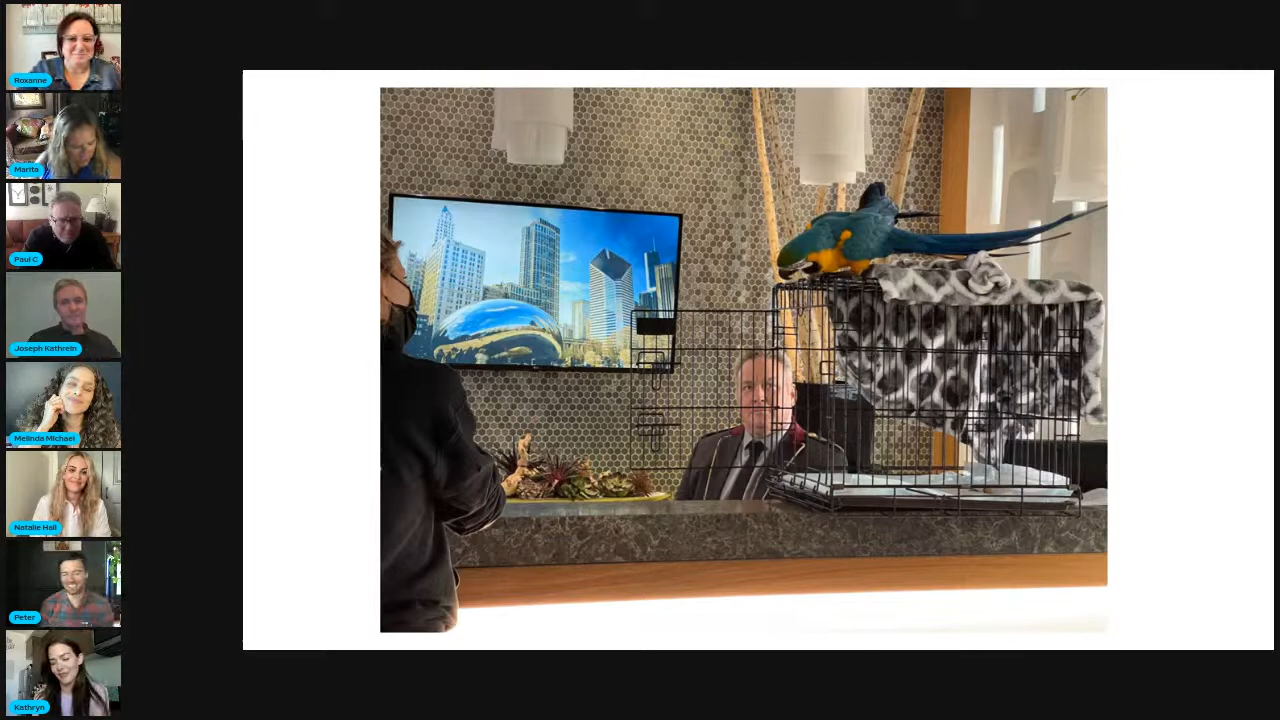 Roxanne
Marita
Paul C
Joseph Kathrein
Melinda Michael
Natalie Hall
Peter
Kathryn